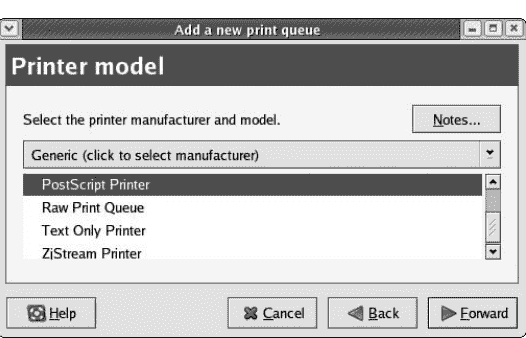 Add a new print queue
Printer model
Select the printer manufacturer and model.
Notes...
Generic (click to select manufacturer)
PostScript Printer
Raw Print Queue
Text Only Printer
ZjStream Printer
Help
Cancel
Back
Forward